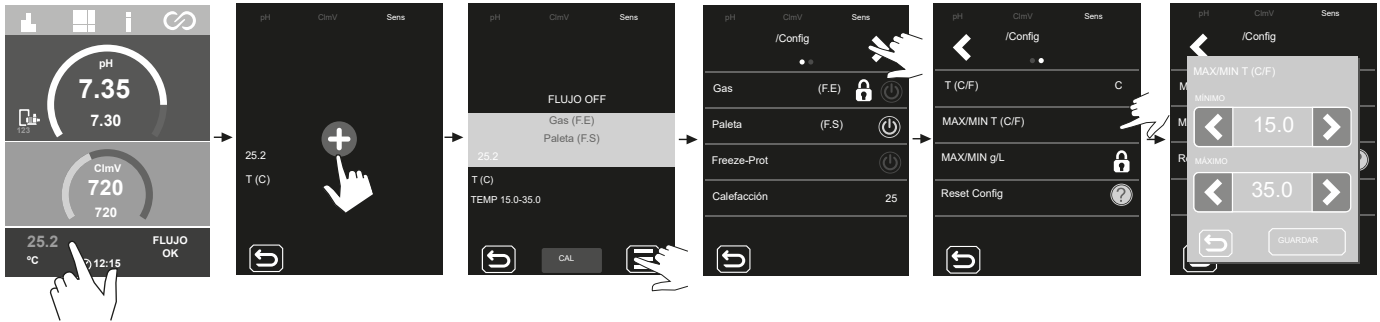 pH
7.35
7.30
123
ClmV
720
720
25.2
ºC
12:15
FLUJO
OK
pH ClmV Sens
25.2
T (C)
pH ClmV Sens
FLUJO OFF
Gas (F.E)
Paleta (F.S)
25.2
T (C)
TEMP 15.0-35.0
CAL
pH ClmV Sens
/Config
Gas (F.E)
Paleta (F.S)
Freeze-Prot
Calefacción 25
pH ClmV Sens
/Config
T (C/F) C
MAX/MIN T (C/F)
MAX/MIN g/L
Reset Config ?
pH ClmV Sens
/Config
M
M
R
MAX/MIN T (C/F)
MÍNIMO
15.0
MÁXIMO
35.0
GUARDAR